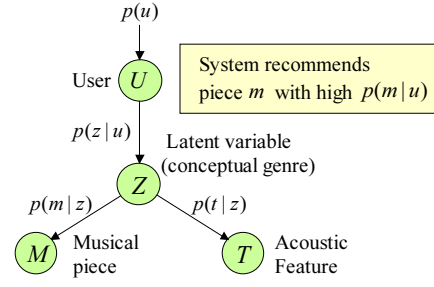 p(u)
User
U
System recommends
piece m with high p(m|u)
p(z|u)
Latent variable
(conceptual genre)
Z
p(m|z)
p(t|z)
M
Musical
piece
T
Acoustic
Feature